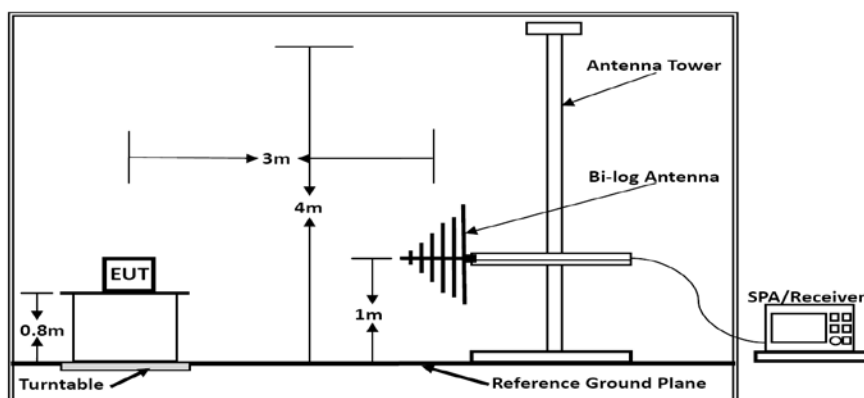 Antenna Tower
3m
Bi-log Antenna
4m
EUT
SPA/Receiver
0.8m
1m
Turntable
Reference Ground Plane